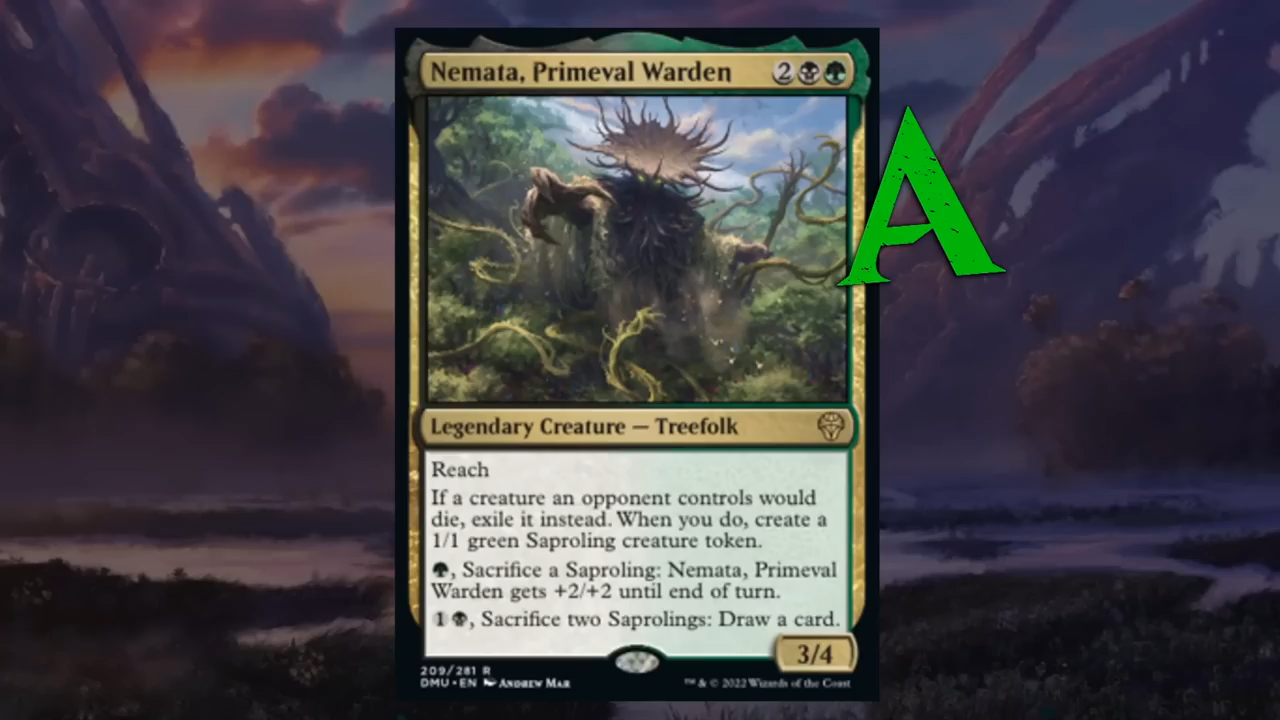 Nemata, Primeval Warden 2
A
Legendary Creature — Treefolk
Reach
If a creature an opponent controls would
die, exile it instead. When you do, create a
1/1 green Saproling creature token.
, Sacrifice a Saproling: Nemata, Primeval
Warden gets +2/+2 until end of turn.
1 , Sacrifice two Saprolings: Draw a card.
3/4
209/281 R
DMU • EN Andrew Mar
™ & © 2022 Wizards of the Coast